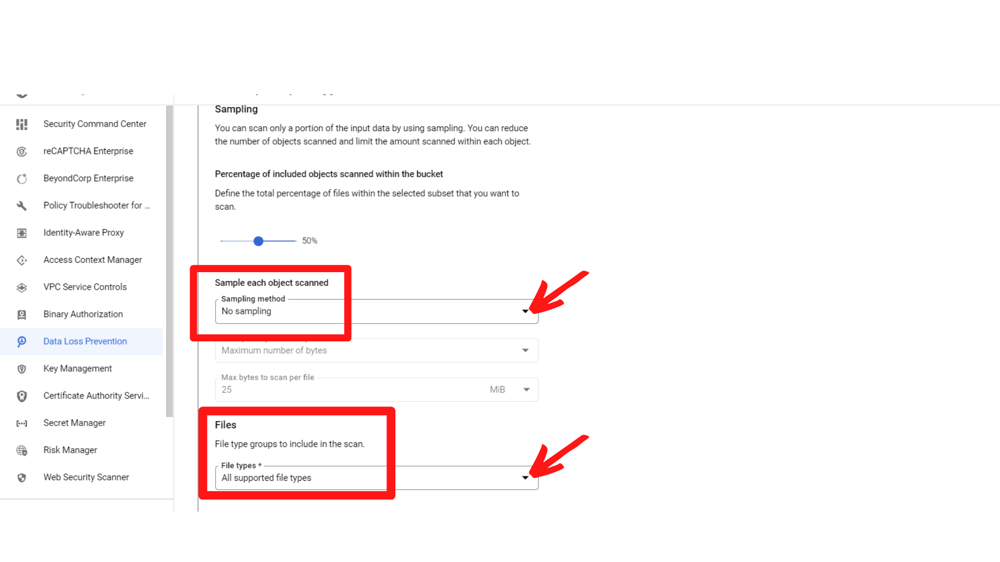 Security Command Center
reCAPTCHA Enterprise
BeyondCorp Enterprise
Policy Troubleshooter for ...
Identity-Aware Proxy
Access Context Manager
VPC Service Controls
Binary Authorization
Data Loss Prevention
Key Management
Certificate Authority Servi...
Secret Manager
Risk Manager
Web Security Scanner
Sampling
You can scan only a portion of the input data by using sampling. You can reduce
the number of objects scanned and limit the amount scanned within each object.
Percentage of included objects scanned within the bucket
Define the total percentage of files within the selected subset that you want to
scan.
50%
Sample each object scanned
Sampling method
No sampling
Maximum number of bytes
Max bytes to scan per file
25 MiB
Files
File type groups to include in the scan.
File types *
All supported file types